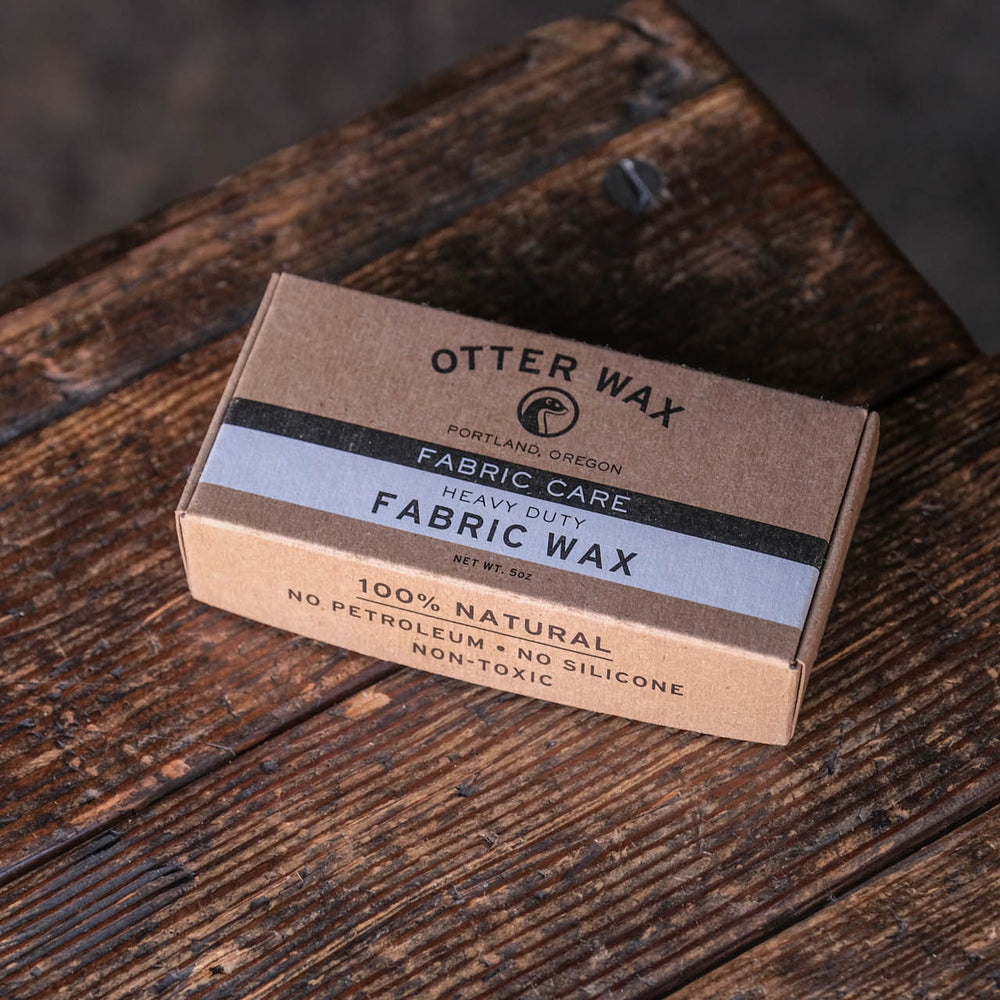 OTTER WAX
PORTLAND, OREGON
FABRIC CARE
HEAVY DUTY
FABRIC WAX
NET WT. 5oz
100% NATURAL
NO PETROLEUM • NO SILICONE
NON-TOXIC